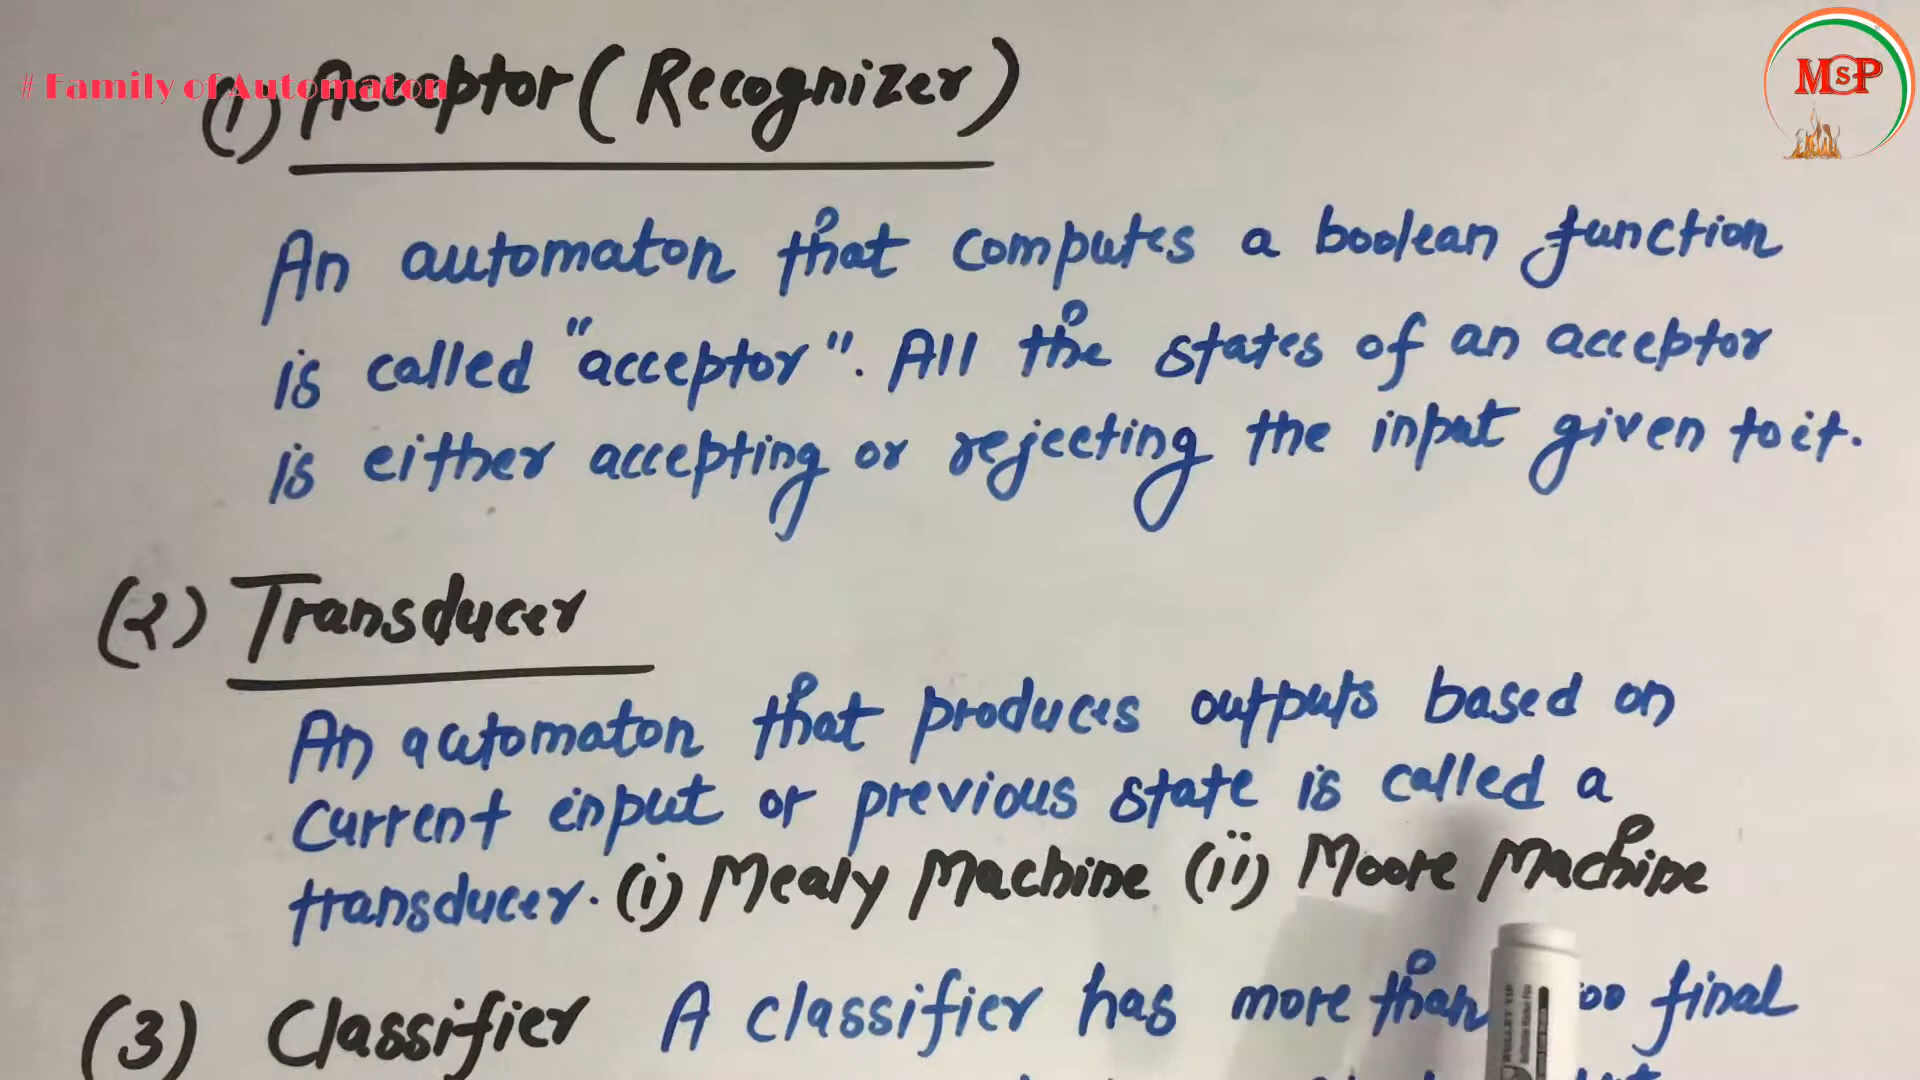 # Family of Automaton
MSP
(1) Acceptor (Recognizer)
An automaton that computes a boolean function
is called "acceptor". All the states of an acceptor
is either accepting or rejecting the input given to it.
(2) Transducer
An automaton that produces outputs based on
current input or previous state is called a
transducer. (i) Mealy Machine (ii) Moore Machine
(3) Classifier A classifier has more than final
BULLET TIP